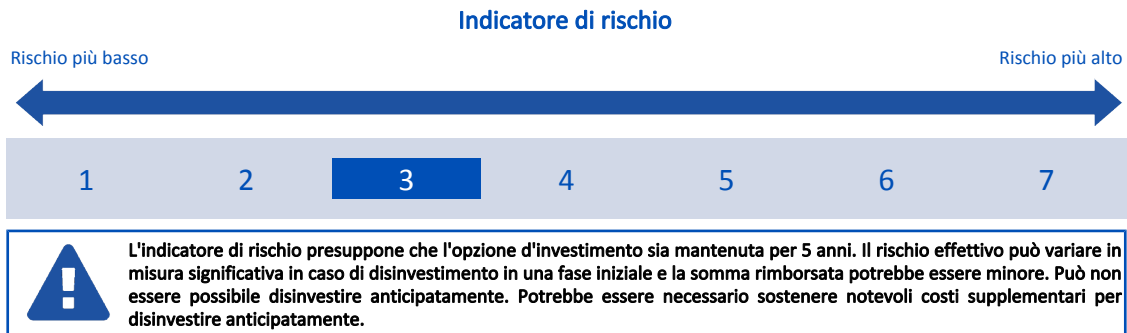 Indicatore di rischio
Rischio più basso
Rischio più alto
1 2 3 4 5 6 7
L'indicatore di rischio presuppone che l'opzione d'investimento sia mantenuta per 5 anni. Il rischio effettivo può variare in
misura significativa in caso di disinvestimento in una fase iniziale e la somma rimborsata potrebbe essere minore. Può non
essere possibile disinvestire anticipatamente. Potrebbe essere necessario sostenere notevoli costi supplementari per
disinvestire anticipatamente.